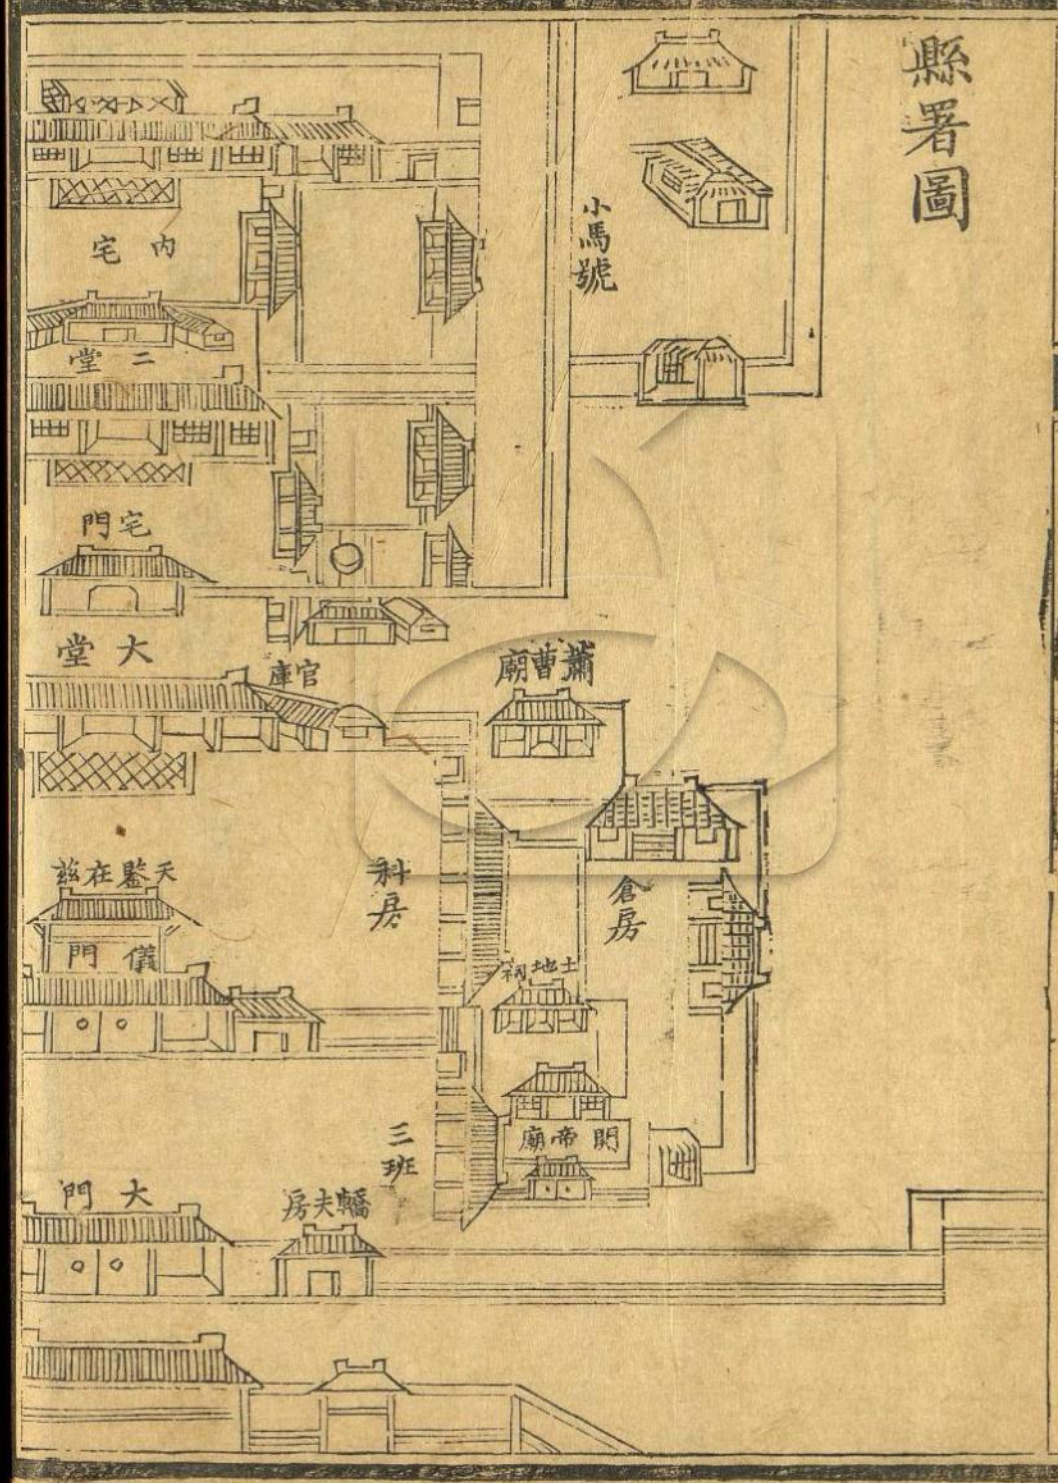 縣署圖
小馬號
內宅
二堂
宅門
大堂
官庫
蕭曹廟
天鑒在茲
儀門
科房
倉房
土地祠
關帝廟
三班
大門
轎夫房